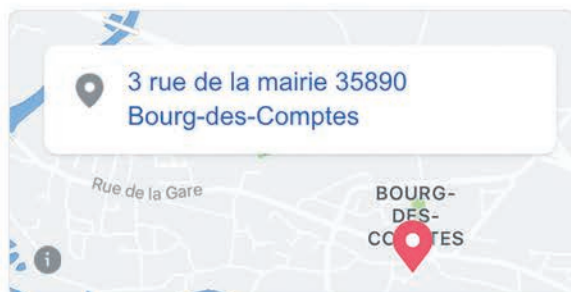 3 rue de la mairie 35890
Bourg-des-Comptes
Rue de la Gare
BOURG-
DES-
COMPTES
i